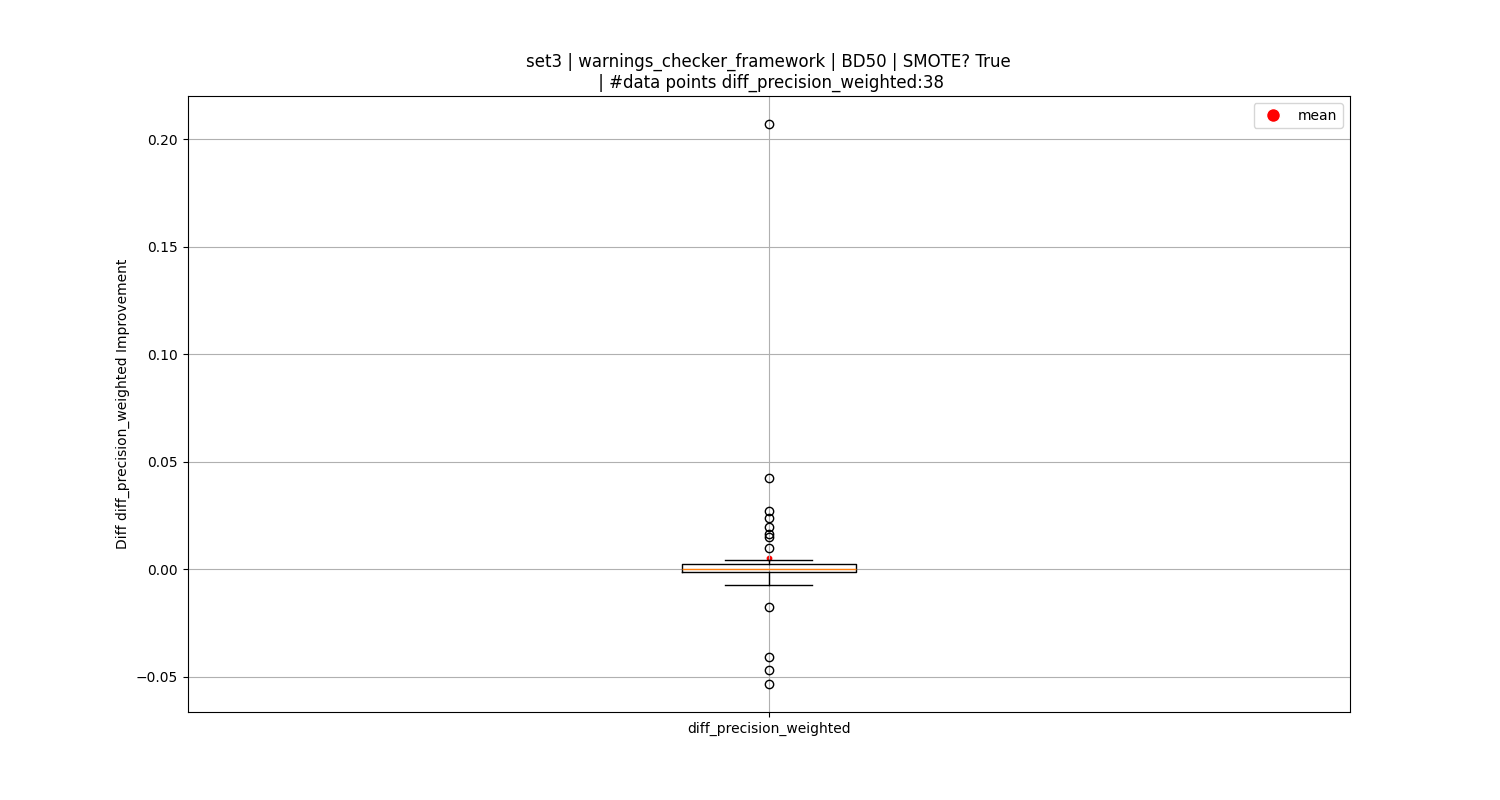 set3 | warnings_checker_framework | BD50 | SMOTE? True
| #data points diff_precision_weighted:38
mean
0.20
0.15
0.10
0.05
0.00
−0.05
Diff diff_precision_weighted Improvement
diff_precision_weighted